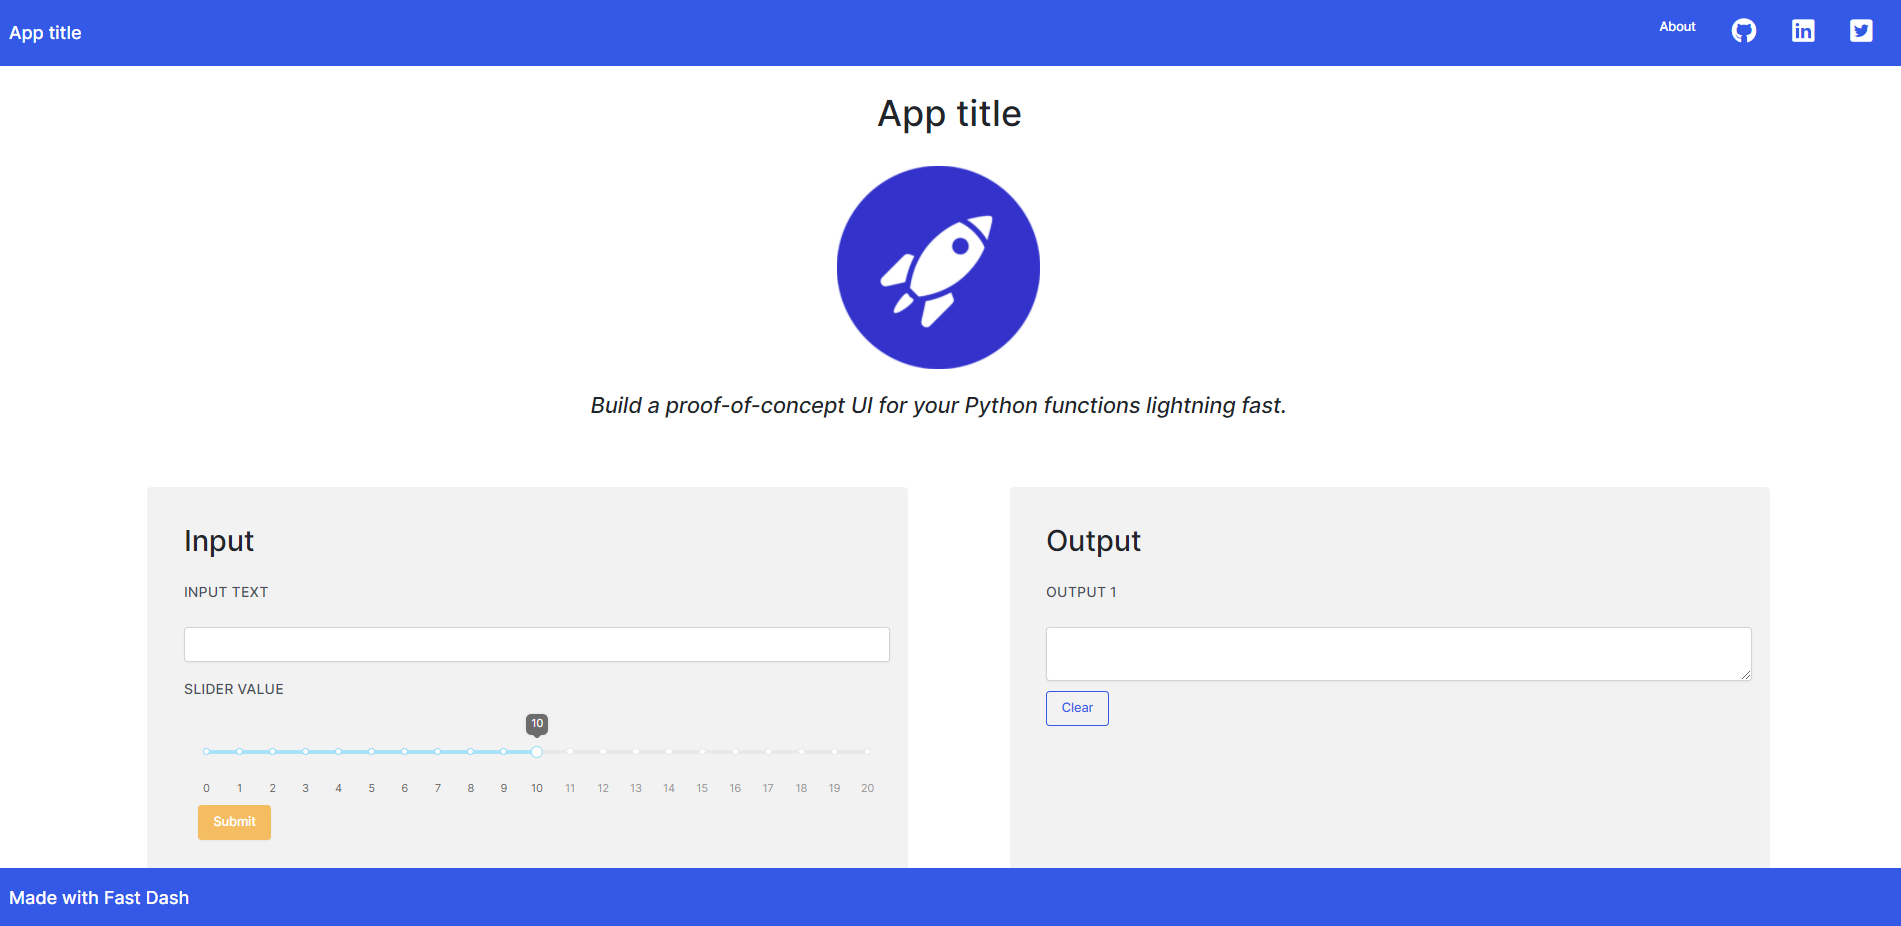 App title
About
App title
Build a proof-of-concept UI for your Python functions lightning fast.
Input
INPUT TEXT
SLIDER VALUE
10
0 1 2 3 4 5 6 7 8 9 10 11 12 13 14 15 16 17 18 19 20
Submit
Output
OUTPUT 1
Clear
Made with Fast Dash